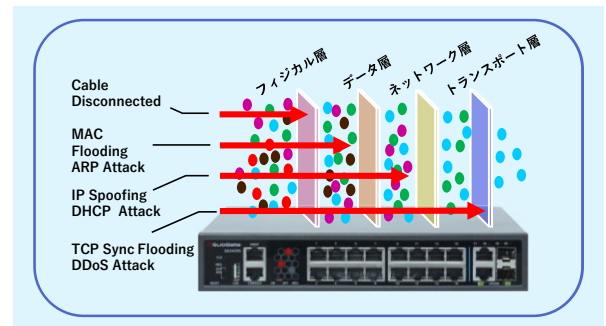 フィジカル層
データ層
ネットワーク層
トランスポート層
Cable
Disconnected
MAC
Flooding
ARP Attack
IP Spoofing
DHCP Attack
TCP Sync Flooding
DDoS Attack